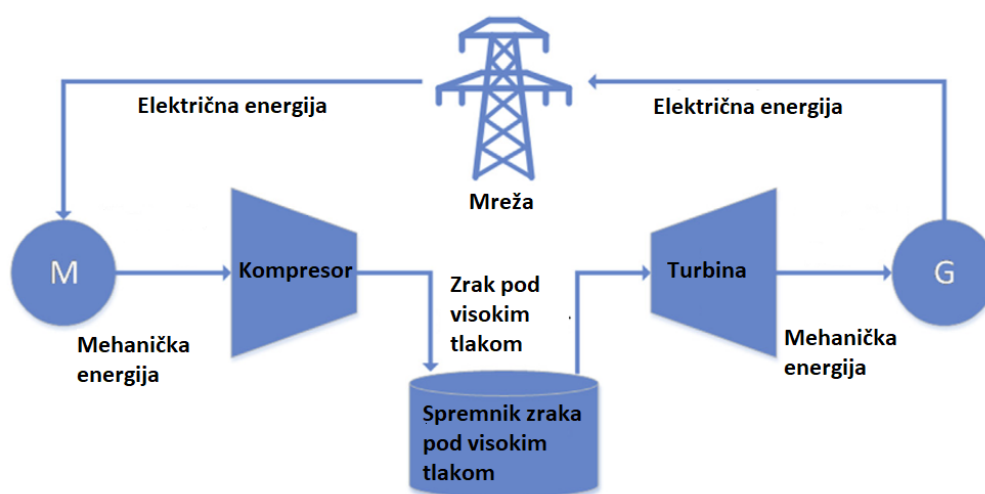 Električna energija
Električna energija
Mreža
M
Kompresor
Zrak pod
visokim
tlakom
Turbina
G
Mehanička
energija
Mehanička
energija
Spremnik zraka
pod visokim
tlakom